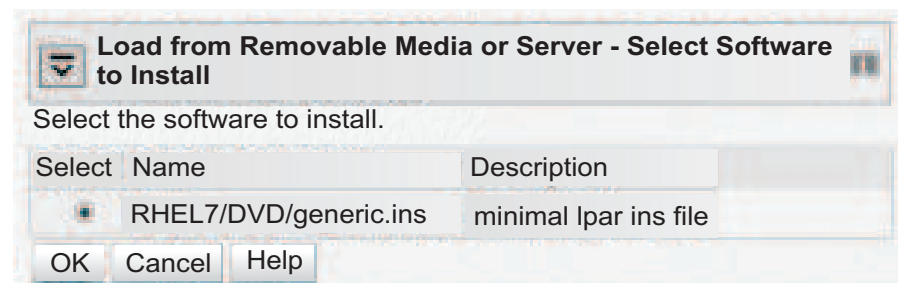 Load from Removable Media or Server - Select Software
to Install
Select the software to install.
Select Name Description
RHEL7/DVD/generic.ins minimal lpar ins file
OK Cancel Help